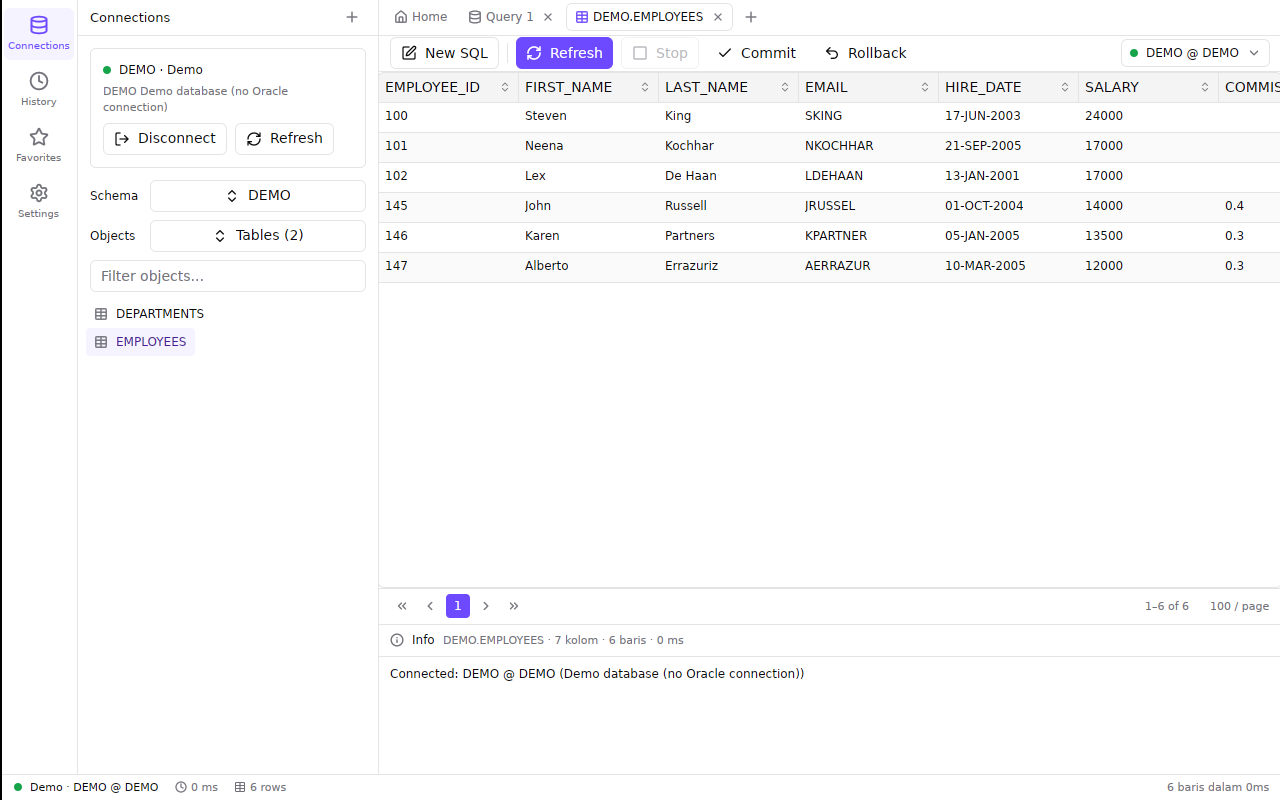 Connections
Home
Query 1
DEMO.EMPLOYEES
Connections
History
Favorites
Settings
DEMO · Demo
DEMO Demo database (no Oracle
connection)
Disconnect
Refresh
Schema
DEMO
Objects
Tables (2)
Filter objects...
DEPARTMENTS
EMPLOYEES
New SQL
Refresh
Stop
Commit
Rollback
DEMO @ DEMO
EMPLOYEE_ID FIRST_NAME LAST_NAME EMAIL HIRE_DATE SALARY COMMIS
100 Steven King SKING 17-JUN-2003 24000
101 Neena Kochhar NKOCHHAR 21-SEP-2005 17000
102 Lex De Haan LDEHAAN 13-JAN-2001 17000
145 John Russell JRUSSEL 01-OCT-2004 14000 0.4
146 Karen Partners KPARTNER 05-JAN-2005 13500 0.3
147 Alberto Errazuriz AERRAZUR 10-MAR-2005 12000 0.3
1
1–6 of 6
100 / page
Info DEMO.EMPLOYEES · 7 kolom · 6 baris · 0 ms
Connected: DEMO @ DEMO (Demo database (no Oracle connection))
Demo · DEMO @ DEMO
0 ms
6 rows
6 baris dalam 0ms